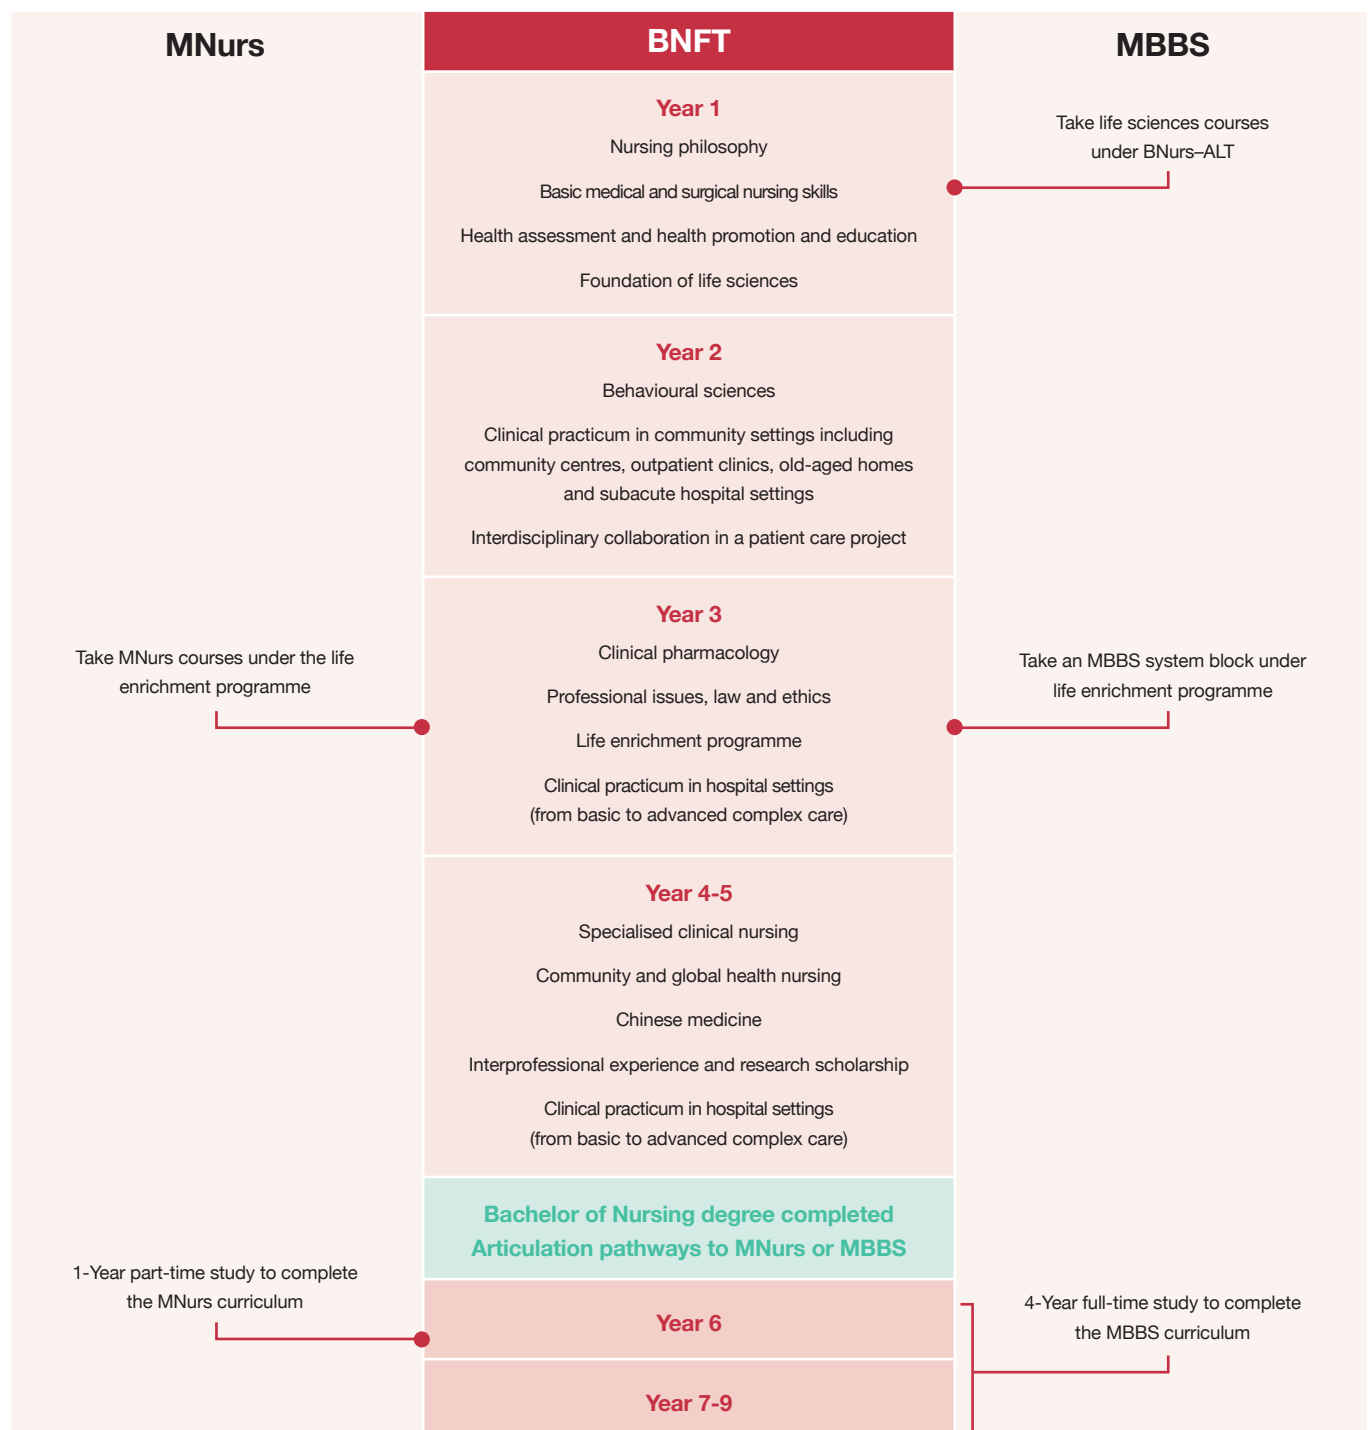 MNurs
BNFT
MBBS
Year 1
Nursing philosophy
Basic medical and surgical nursing skills
Health assessment and health promotion and education
Foundation of life sciences
Take life sciences courses
under BNurs–ALT
Year 2
Behavioural sciences
Clinical practicum in community settings including
community centres, outpatient clinics, old-aged homes
and subacute hospital settings
Interdisciplinary collaboration in a patient care project
Take MNurs courses under the life
enrichment programme
Year 3
Clinical pharmacology
Professional issues, law and ethics
Life enrichment programme
Clinical practicum in hospital settings
(from basic to advanced complex care)
Take an MBBS system block under
life enrichment programme
Year 4-5
Specialised clinical nursing
Community and global health nursing
Chinese medicine
Interprofessional experience and research scholarship
Clinical practicum in hospital settings
(from basic to advanced complex care)
Bachelor of Nursing degree completed
Articulation pathways to MNurs or MBBS
1-Year part-time study to complete
the MNurs curriculum
Year 6
4-Year full-time study to complete
the MBBS curriculum
Year 7-9